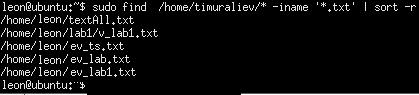 leon@ubuntu:~$ sudo find  /home/timuraliev/* -iname '*.txt' | sort -r
/home/leon/textAll.txt
/home/leon/lab1/v_lab1.txt
/home/leon/ev_ts.txt
/home/leon/ev_lab.txt
/home/leon/ev_lab1.txt
leon@ubuntu:~$